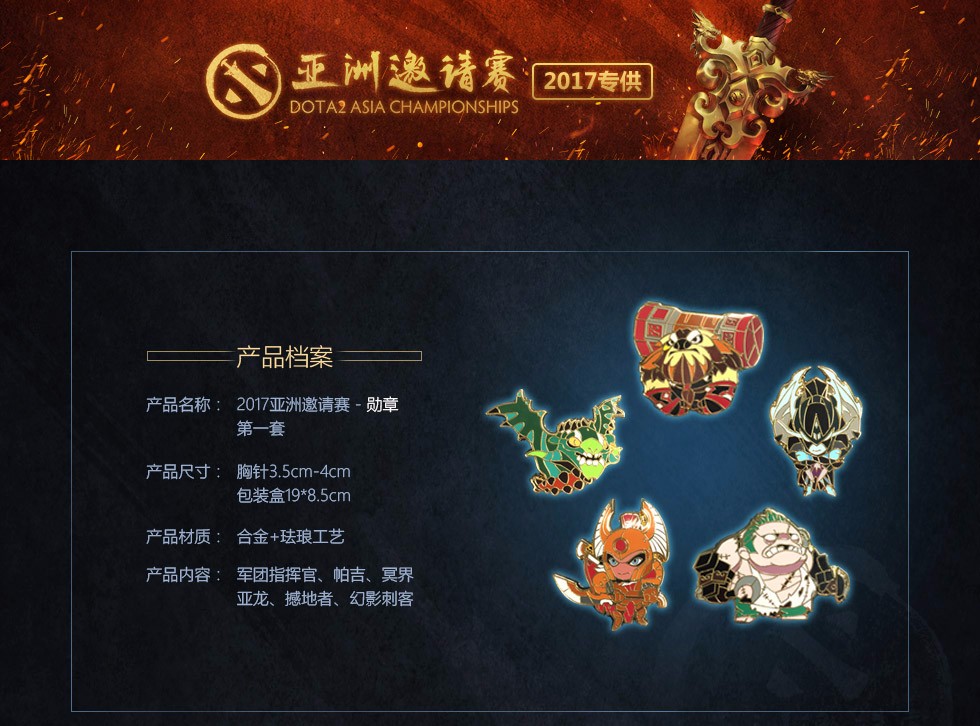 亚洲邀请赛
DOTA2 ASIA CHAMPIONSHIPS
2017专供
产品档案
产品名称： 2017亚洲邀请赛 - 勋章
第一套
产品尺寸： 胸针3.5cm-4cm
包装盒19*8.5cm
产品材质： 合金+珐琅工艺
产品内容： 军团指挥官、帕吉、冥界
亚龙、撼地者、幻影刺客